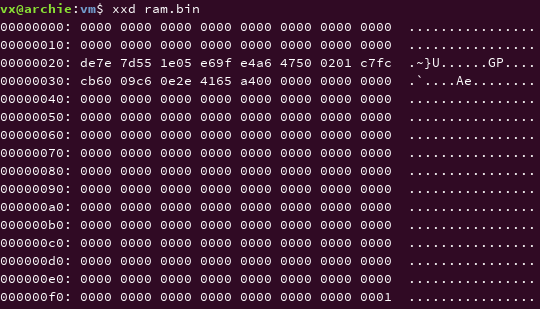 vx@archie:vm$ xxd ram.bin
00000000: 0000 0000 0000 0000 0000 0000 0000 0000  ................
00000010: 0000 0000 0000 0000 0000 0000 0000 0000  ................
00000020: de7e 7d55 1e05 e69f e4a6 4750 0201 c7fc  .~}U......GP....
00000030: cb60 09c6 0e2e 4165 a400 0000 0000 0000  .`....Ae........
00000040: 0000 0000 0000 0000 0000 0000 0000 0000  ................
00000050: 0000 0000 0000 0000 0000 0000 0000 0000  ................
00000060: 0000 0000 0000 0000 0000 0000 0000 0000  ................
00000070: 0000 0000 0000 0000 0000 0000 0000 0000  ................
00000080: 0000 0000 0000 0000 0000 0000 0000 0000  ................
00000090: 0000 0000 0000 0000 0000 0000 0000 0000  ................
000000a0: 0000 0000 0000 0000 0000 0000 0000 0000  ................
000000b0: 0000 0000 0000 0000 0000 0000 0000 0000  ................
000000c0: 0000 0000 0000 0000 0000 0000 0000 0000  ................
000000d0: 0000 0000 0000 0000 0000 0000 0000 0000  ................
000000e0: 0000 0000 0000 0000 0000 0000 0000 0000  ................
000000f0: 0000 0000 0000 0000 0000 0000 0000 0001  ................